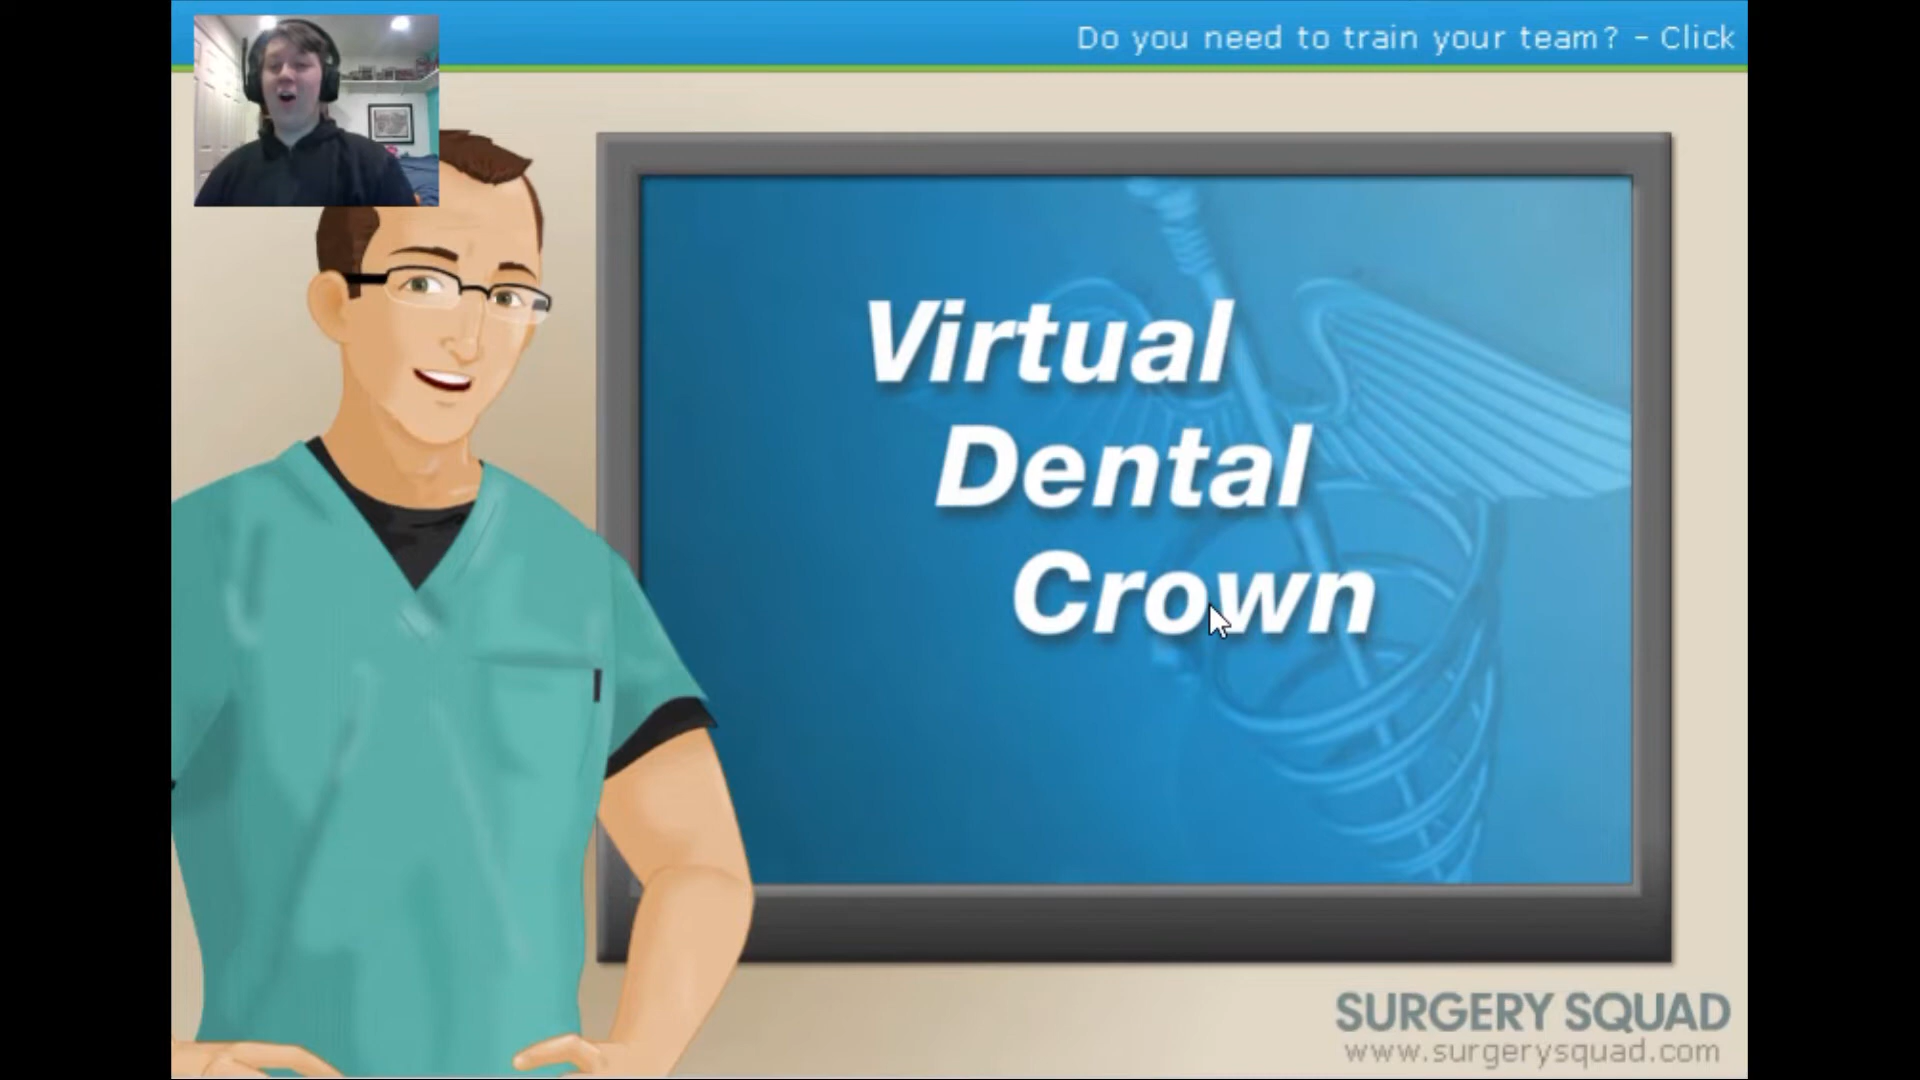 Do you need to train your team? - Click
Virtual
Dental
Crown
SURGERY SQUAD
www.surgerysquad.com